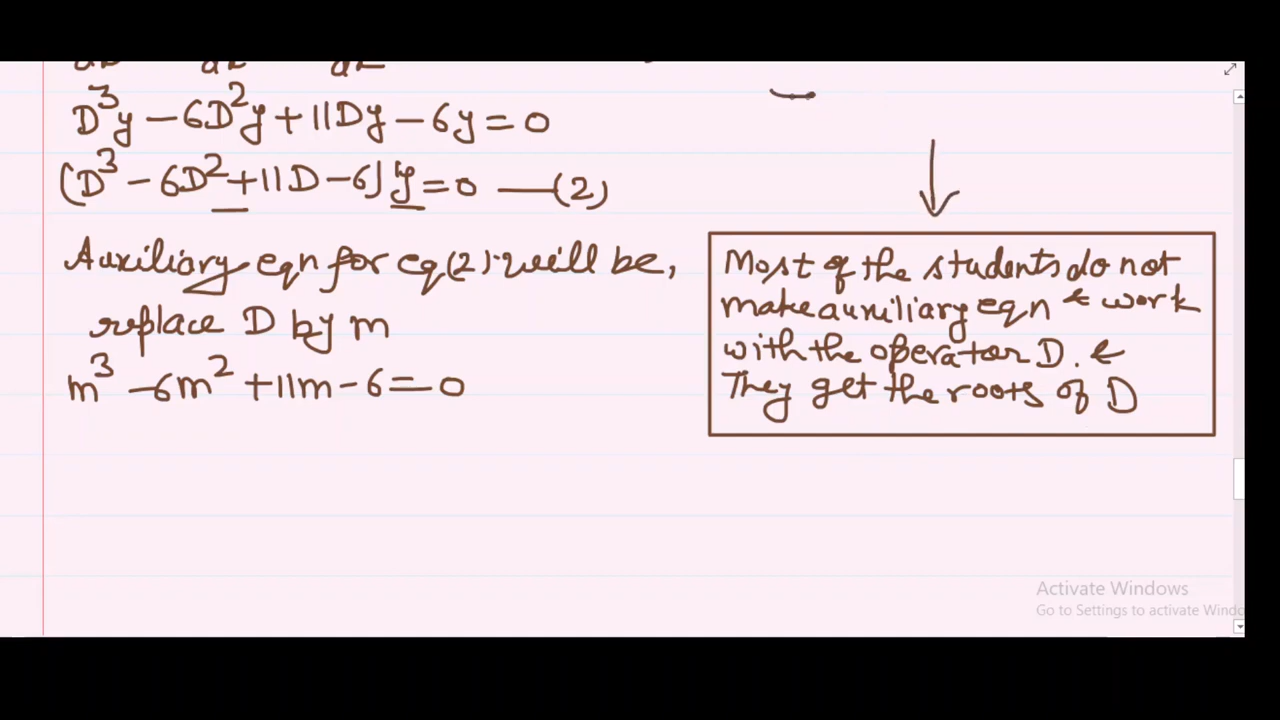 D³y - 6D²y + 11Dy - 6y = 0
(D³ - 6D² + 11D - 6) y = 0 —(2)
Auxiliary eqn for eq(2) will be,
replace D by m
m³ - 6m² + 11m - 6 = 0
Most of the students do not
make auxiliary eqn & work
with the operator D. &
They get the roots of D
Activate Windows
Go to Settings to activate Windo